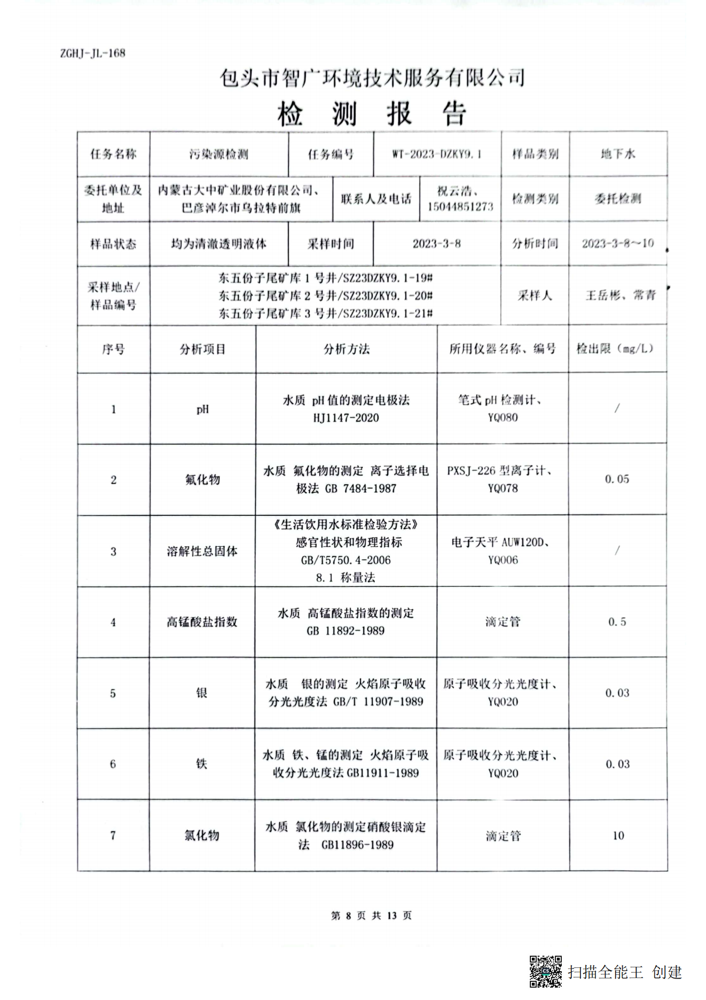 ZGHJ-JL-168
包头市智广环境技术服务有限公司
检 测 报 告
任务名称 污染源检测 任务编号 WT-2023-DZKY9.1 样品类别 地下水
委托单位及地址 内蒙古大中矿业股份有限公司、巴彦淖尔市乌拉特前旗 联系人及电话 祝云浩、15044851273 检测类别 委托检测
样品状态 均为清澈透明液体 采样时间 2023-3-8 分析时间 2023-3-8～10
采样地点/样品编号
东五份子尾矿库 1 号井/SZ23DZKY9.1-19#
东五份子尾矿库 2 号井/SZ23DZKY9.1-20#
东五份子尾矿库 3 号井/SZ23DZKY9.1-21#
采样人 王岳彬、常青
序号 分析项目 分析方法 所用仪器名称、编号 检出限（mg/L）
1 pH 水质 pH 值的测定电极法 HJ1147-2020 笔式 pH 检测计、YQ080 /
2 氟化物 水质 氟化物的测定 离子选择电极法 GB 7484-1987 PXSJ-226 型离子计、YQ078 0.05
3 溶解性总固体 《生活饮用水标准检验方法》感官性状和物理指标 GB/T5750.4-2006 8.1 称量法 电子天平 AUW120D、YQ006 /
4 高锰酸盐指数 水质 高锰酸盐指数的测定 GB 11892-1989 滴定管 0.5
5 银 水质 银的测定 火焰原子吸收分光光度法 GB/T 11907-1989 原子吸收分光光度计、YQ020 0.03
6 铁 水质 铁、锰的测定 火焰原子吸收分光光度法 GB11911-1989 原子吸收分光光度计、YQ020 0.03
7 氯化物 水质 氯化物的测定硝酸银滴定法 GB11896-1989 滴定管 10
第 8 页 共 13 页
扫描全能王 创建